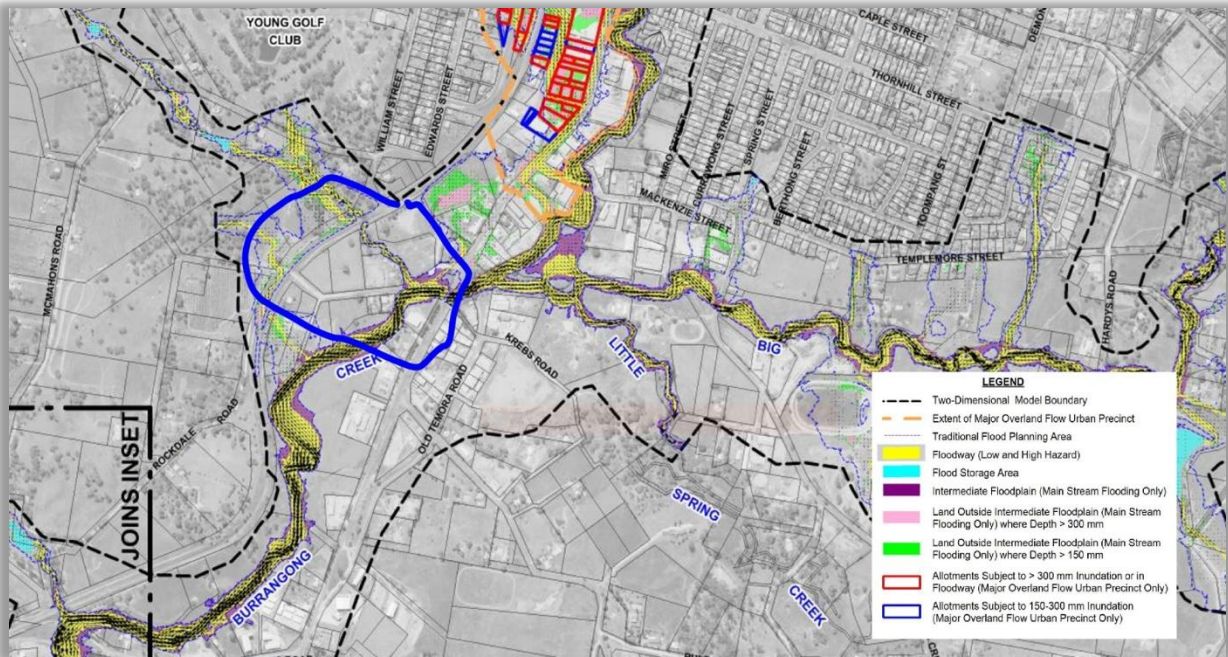 YOUNG GOLF
CLUB
CAPLE STREET
THORNHILL STREET
WILLIAM STREET
EDWARDS STREET
MIRO STREET
CURRAWONG STREET
SPRING STREET
BERTHONG STREET
TOOMPANG ST
MACKENZIE STREET
TEMPLEMORE STREET
MCMAHONS ROAD
HARDYS ROAD
KREBS ROAD
LITTLE
BIG
CREEK
OLD TEMORA ROAD
ROCKDALE ROAD
JOINS INSET
SPRING
BURRANGONG
CREEK
LEGEND
Two-Dimensional Model Boundary
Extent of Major Overland Flow Urban Precinct
Traditional Flood Planning Area
Floodway (Low and High Hazard)
Flood Storage Area
Intermediate Floodplain (Main Stream Flooding Only)
Land Outside Intermediate Floodplain (Main Stream
Flooding Only) where Depth > 300 mm
Land Outside Intermediate Floodplain (Main Stream
Flooding Only) where Depth > 150 mm
Allotments Subject to > 300 mm Inundation or in
Floodway (Major Overland Flow Urban Precinct Only)
Allotments Subject to 150-300 mm Inundation
(Major Overland Flow Urban Precinct Only)